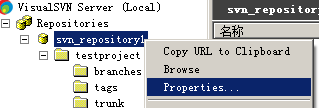 VisualSVN Server (Local)
Repositories
svn_repository1
testproject
branches
tags
trunk
svn_repository
名称
Copy URL to Clipboard
Browse
Properties...